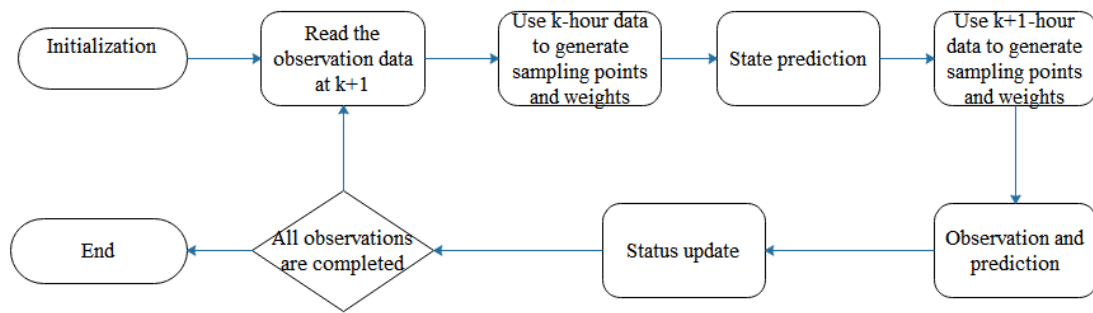 Initialization
Read the
observation data
at k+1
Use k-hour data
to generate
sampling points
and weights
State prediction
Use k+1-hour
data to generate
sampling points
and weights
End
All observations
are completed
Status update
Observation and
prediction